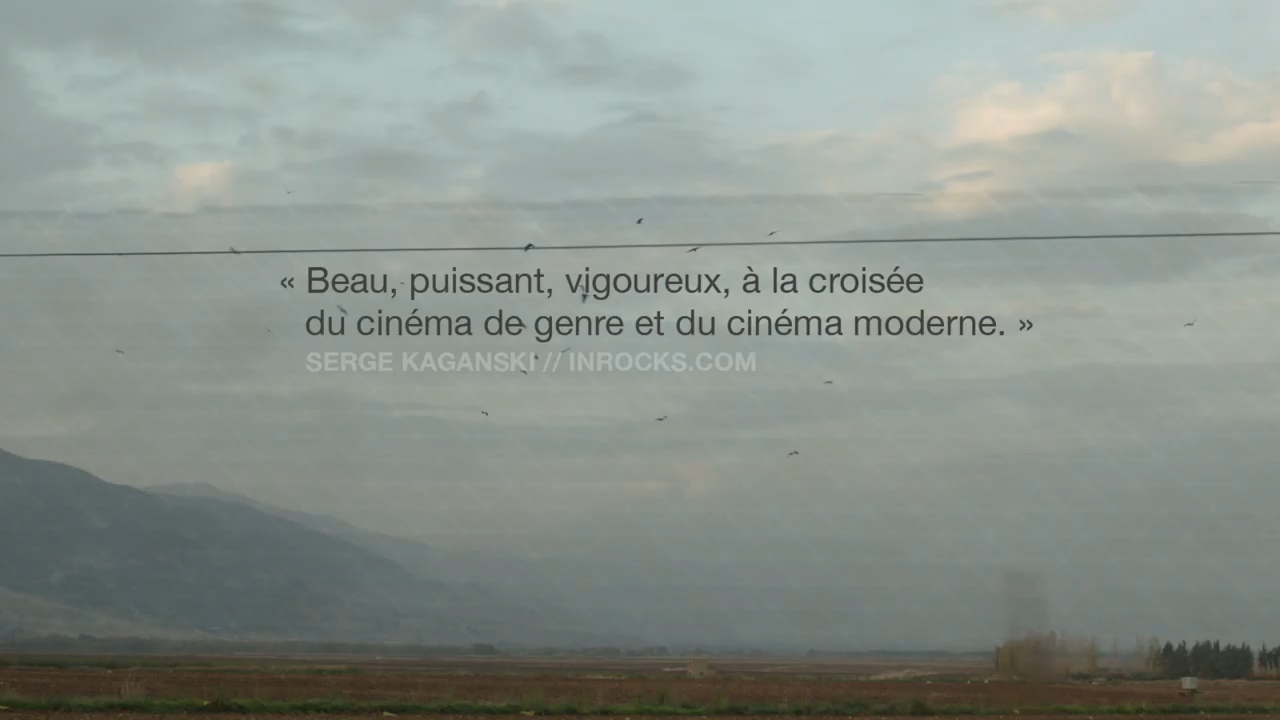 « Beau, puissant, vigoureux, à la croisée
du cinéma de genre et du cinéma moderne. »
SERGE KAGANSKI // INROCKS.COM